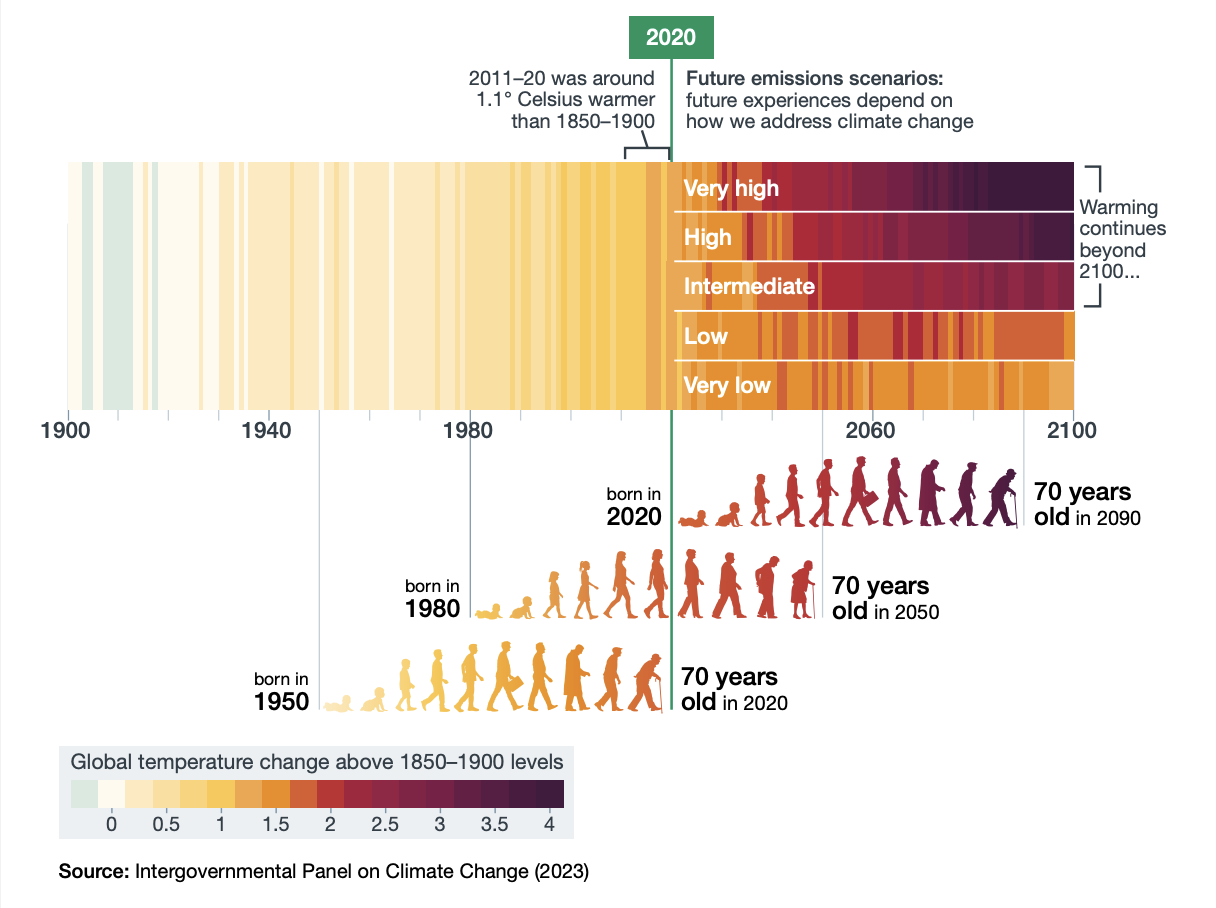 2020
2011–20 was around
1.1° Celsius warmer
than 1850–1900
Future emissions scenarios:
future experiences depend on
how we address climate change
Very high
High
Intermediate
Low
Very low
Warming
continues
beyond
2100...
1900
1940
1980
2060
2100
born in
2020
70 years
old in 2090
born in
1980
70 years
old in 2050
born in
1950
70 years
old in 2020
Global temperature change above 1850–1900 levels
0 0.5 1 1.5 2 2.5 3 3.5 4
Source: Intergovernmental Panel on Climate Change (2023)